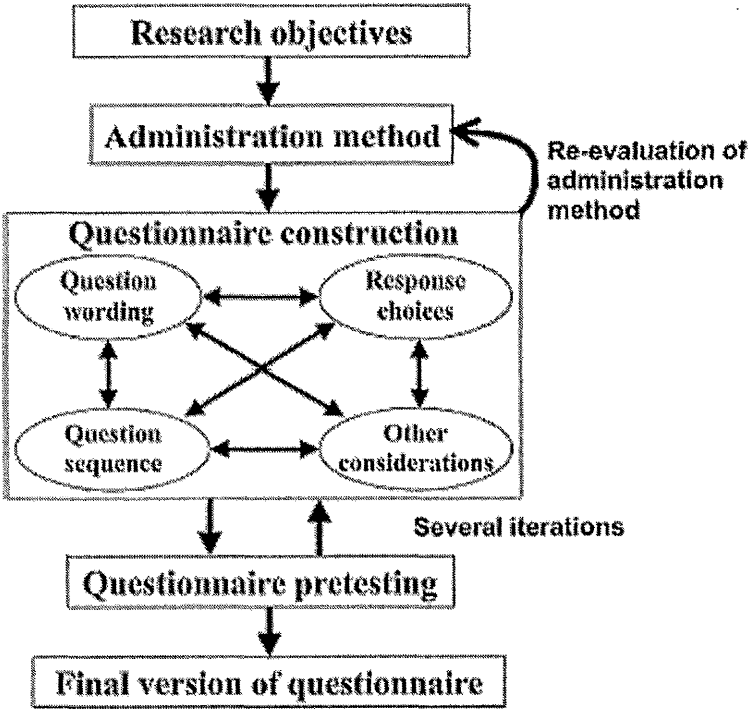 Research objectives
Administration method
Re-evaluation of
administration
method
Questionnaire construction
Question
wording
Response
choices
Question
sequence
Other
considerations
Several iterations
Questionnaire pretesting
Final version of questionnaire